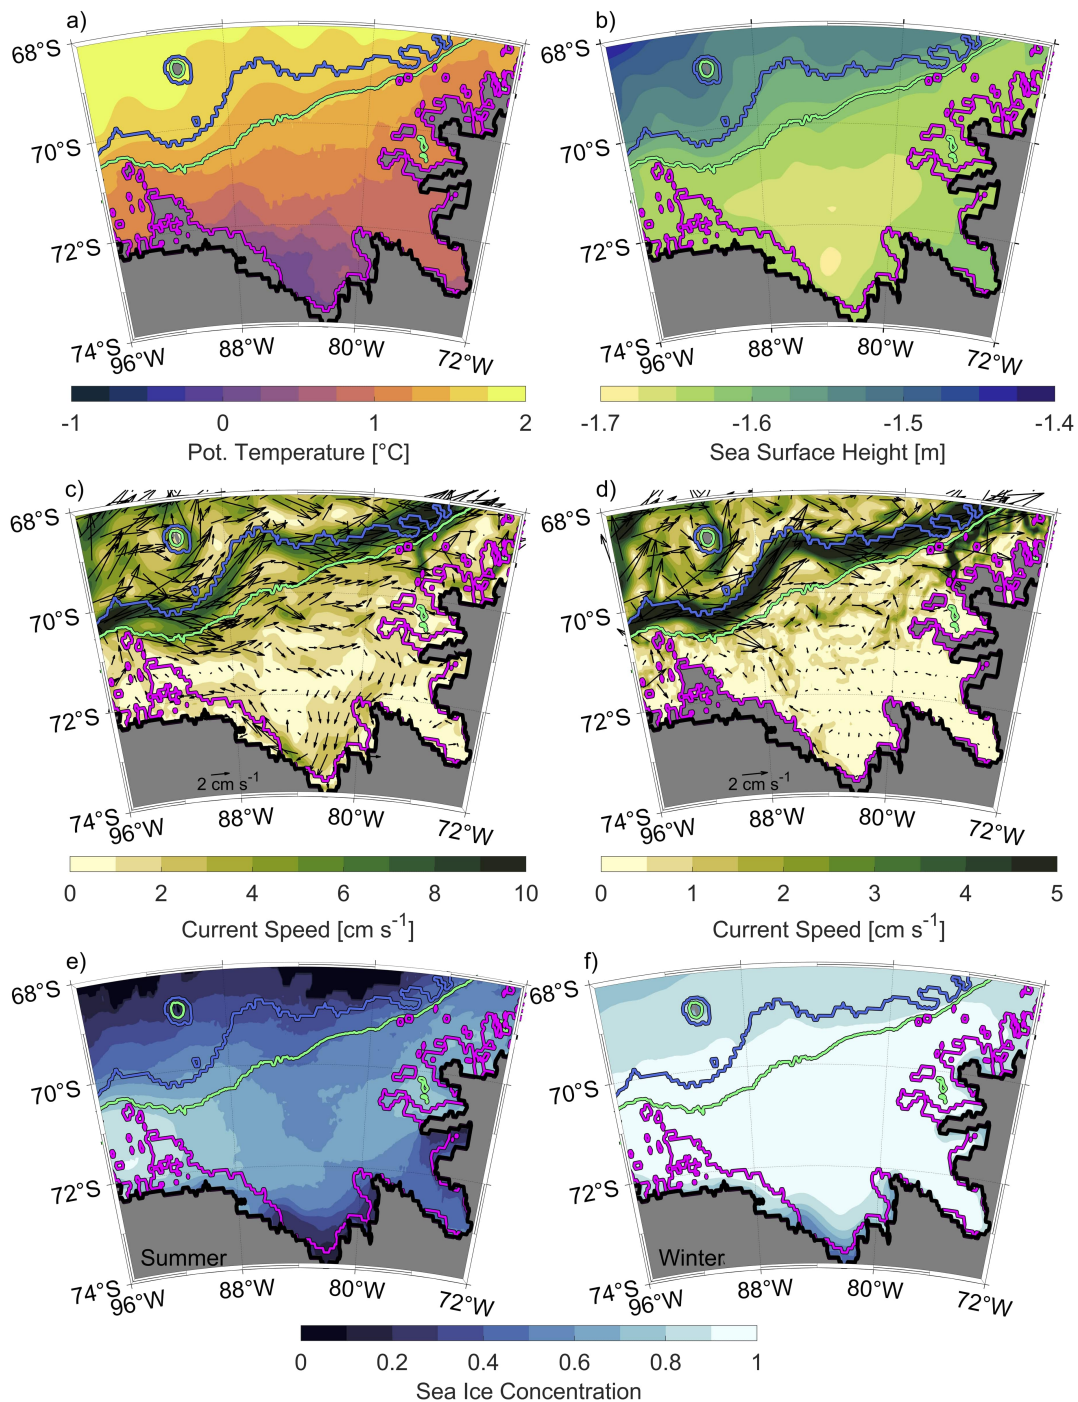 a)
68°S
70°S
72°S
74°S
96°W
88°W
80°W
72°W
-1 0 1 2
Pot. Temperature [°C]
b)
68°S
70°S
72°S
74°S
96°W
88°W
80°W
72°W
-1.7 -1.6 -1.5 -1.4
Sea Surface Height [m]
c)
68°S
70°S
72°S
2 cm s-1
74°S
96°W
88°W
80°W
72°W
0 2 4 6 8 10
Current Speed [cm s-1]
d)
68°S
70°S
72°S
2 cm s-1
74°S
96°W
88°W
80°W
72°W
0 1 2 3 4 5
Current Speed [cm s-1]
e)
68°S
70°S
72°S
Summer
74°S
96°W
88°W
80°W
72°W
f)
68°S
70°S
72°S
Winter
74°S
96°W
88°W
80°W
72°W
0 0.2 0.4 0.6 0.8 1
Sea Ice Concentration